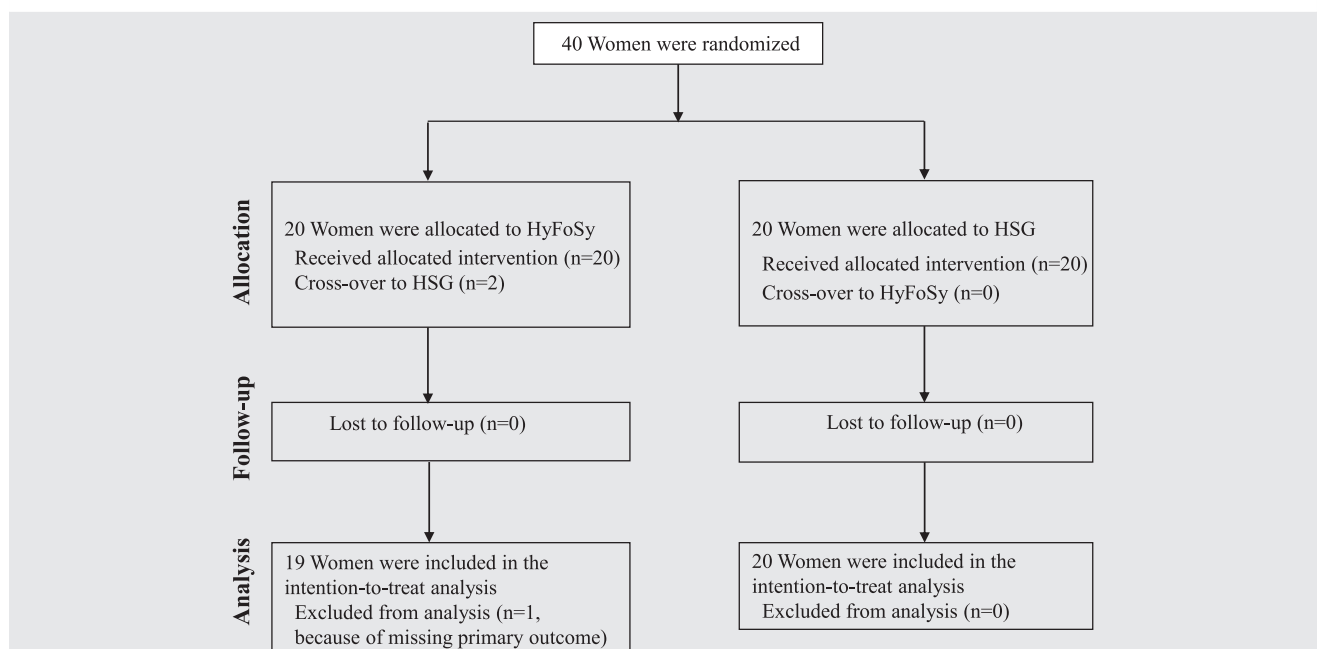 40 Women were randomized
Allocation
20 Women were allocated to HyFoSy
Received allocated intervention (n=20)
Cross-over to HSG (n=2)
20 Women were allocated to HSG
Received allocated intervention (n=20)
Cross-over to HyFoSy (n=0)
Follow-up
Lost to follow-up (n=0)
Lost to follow-up (n=0)
Analysis
19 Women were included in the
intention-to-treat analysis
Excluded from analysis (n=1,
because of missing primary outcome)
20 Women were included in the
intention-to-treat analysis
Excluded from analysis (n=0)